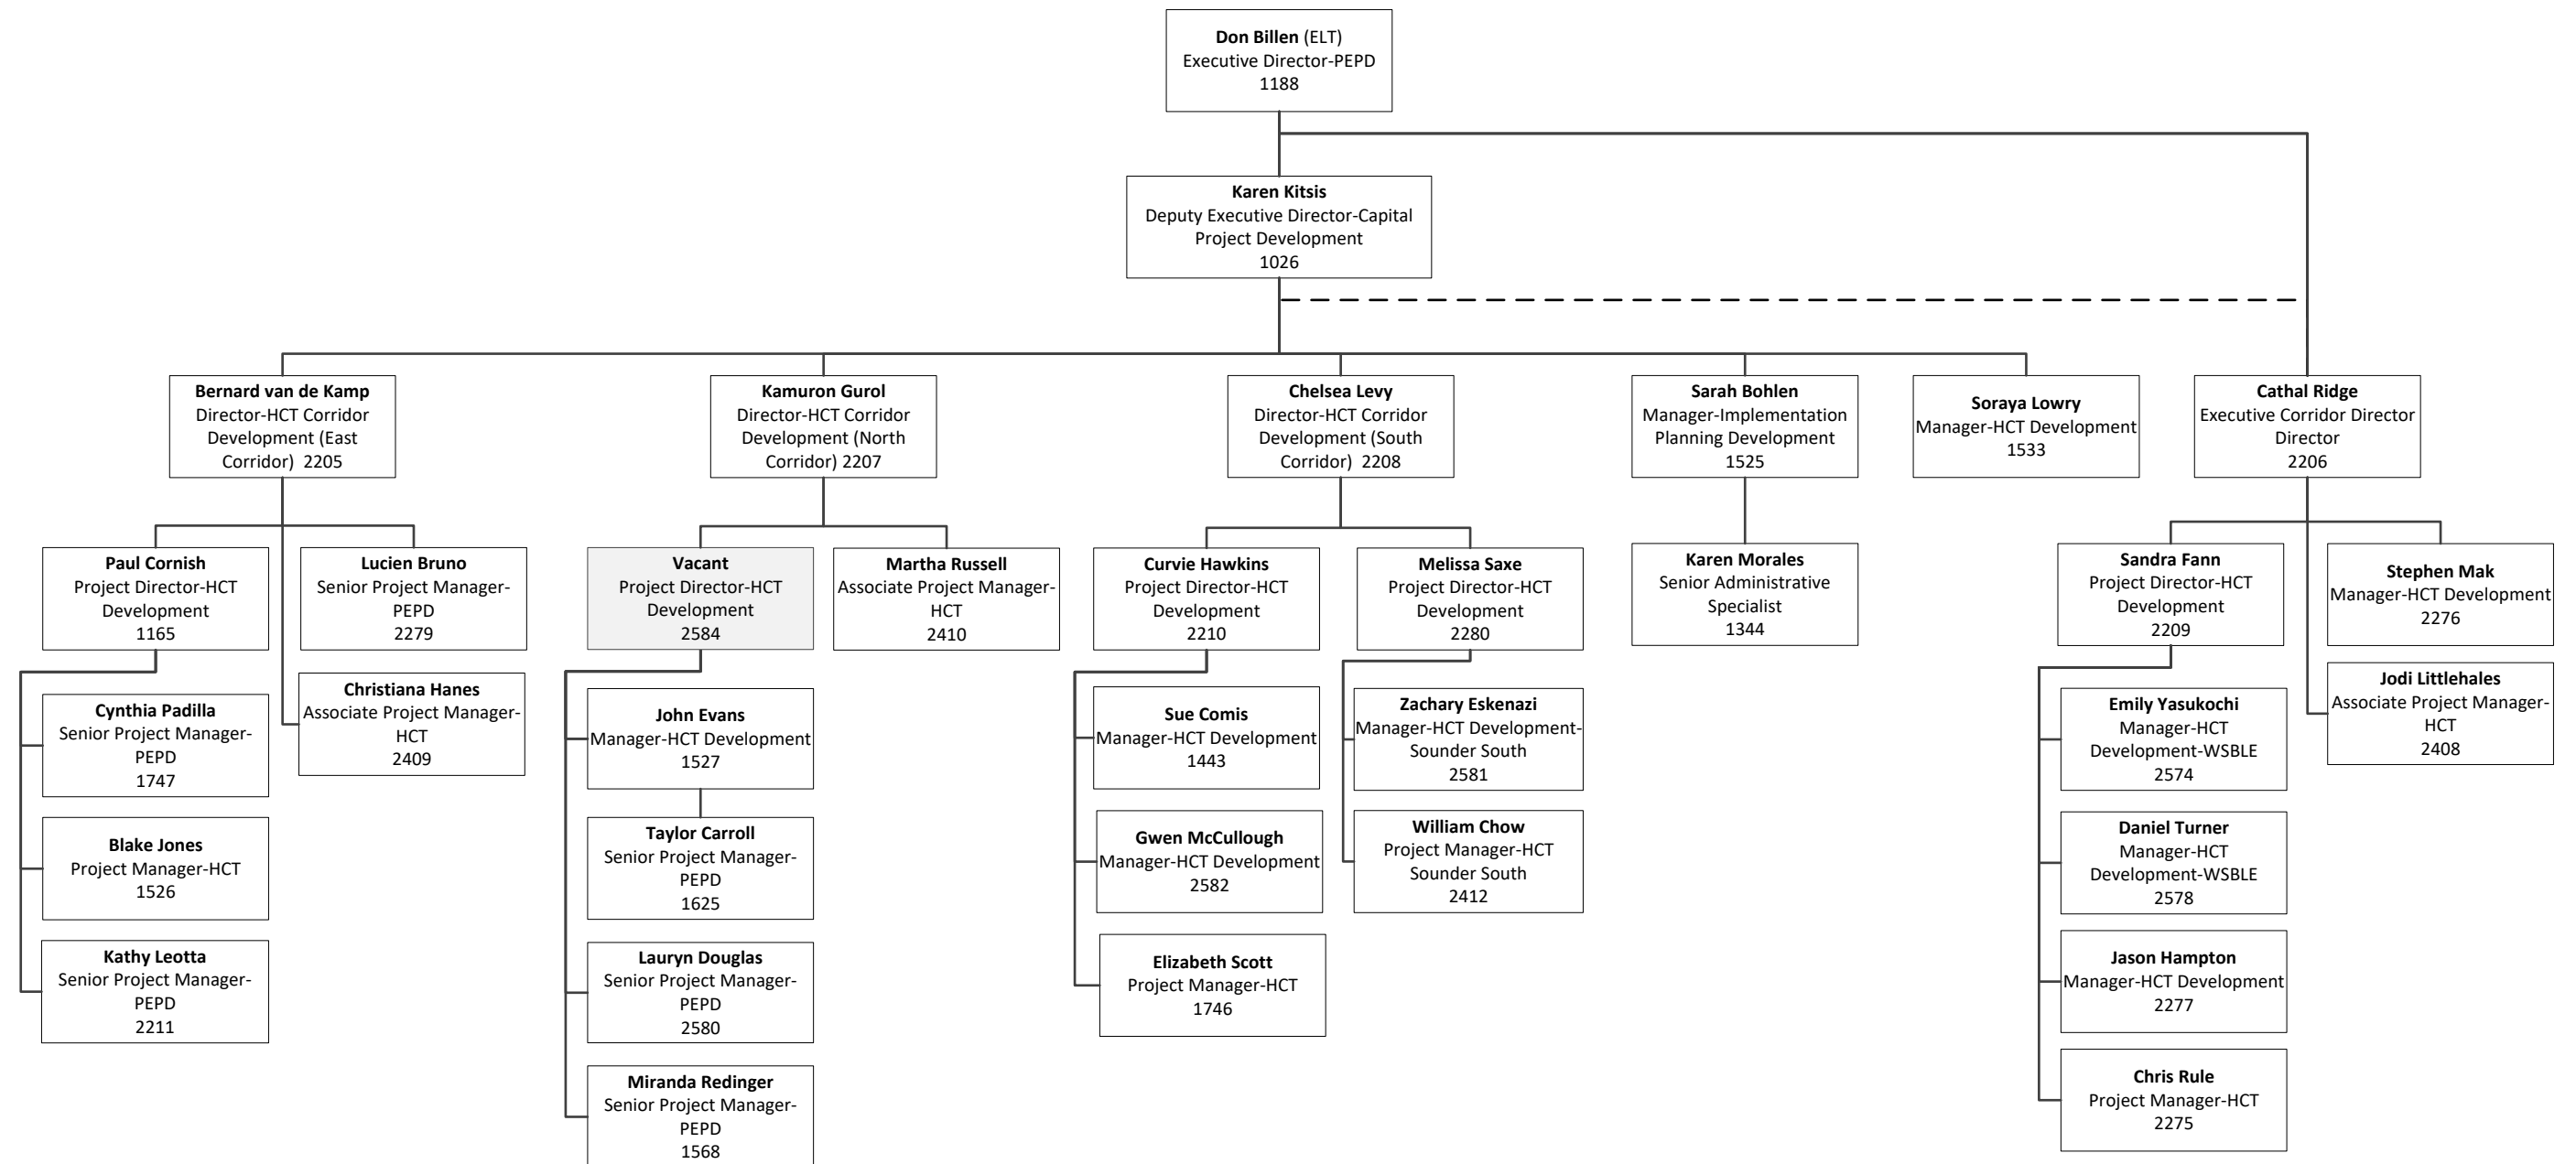 Don Billen (ELT)
Executive Director-PEPD
1188
Karen Kitsis
Deputy Executive Director-Capital
Project Development
1026
Bernard van de Kamp
Director-HCT Corridor
Development (East
Corridor)  2205
Kamuron Gurol
Director-HCT Corridor
Development (North
Corridor) 2207
Chelsea Levy
Director-HCT Corridor
Development (South
Corridor)  2208
Sarah Bohlen
Manager-Implementation
Planning Development
1525
Soraya Lowry
Manager-HCT Development
1533
Cathal Ridge
Executive Corridor Director
Director
2206
Paul Cornish
Project Director-HCT
Development
1165
Lucien Bruno
Senior Project Manager-
PEPD
2279
Vacant
Project Director-HCT
Development
2584
Martha Russell
Associate Project Manager-
HCT
2410
Curvie Hawkins
Project Director-HCT
Development
2210
Melissa Saxe
Project Director-HCT
Development
2280
Karen Morales
Senior Administrative
Specialist
1344
Sandra Fann
Project Director-HCT
Development
2209
Stephen Mak
Manager-HCT Development
2276
Cynthia Padilla
Senior Project Manager-
PEPD
1747
Christiana Hanes
Associate Project Manager-
HCT
2409
John Evans
Manager-HCT Development
1527
Sue Comis
Manager-HCT Development
1443
Zachary Eskenazi
Manager-HCT Development-
Sounder South
2581
Emily Yasukochi
Manager-HCT
Development-WSBLE
2574
Jodi Littlehales
Associate Project Manager-
HCT
2408
Blake Jones
Project Manager-HCT
1526
Taylor Carroll
Senior Project Manager-
PEPD
1625
Gwen McCullough
Manager-HCT Development
2582
William Chow
Project Manager-HCT
Sounder South
2412
Daniel Turner
Manager-HCT
Development-WSBLE
2578
Kathy Leotta
Senior Project Manager-
PEPD
2211
Lauryn Douglas
Senior Project Manager-
PEPD
2580
Elizabeth Scott
Project Manager-HCT
1746
Jason Hampton
Manager-HCT Development
2277
Miranda Redinger
Senior Project Manager-
PEPD
1568
Chris Rule
Project Manager-HCT
2275